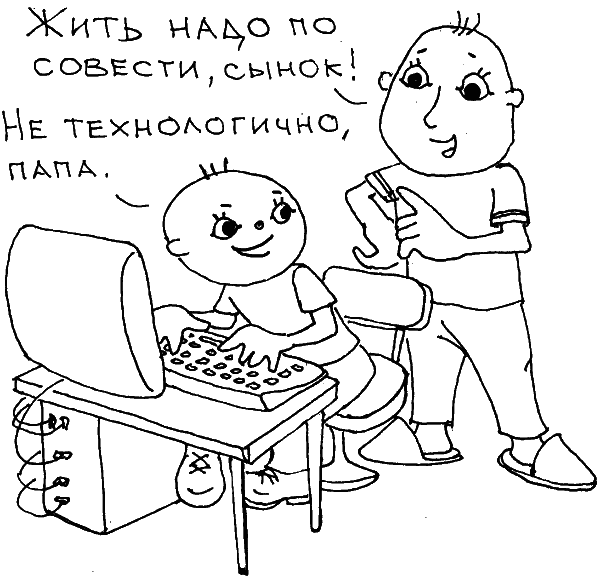 Жить надо по
совести, сынок!
Не технологично,
папа.